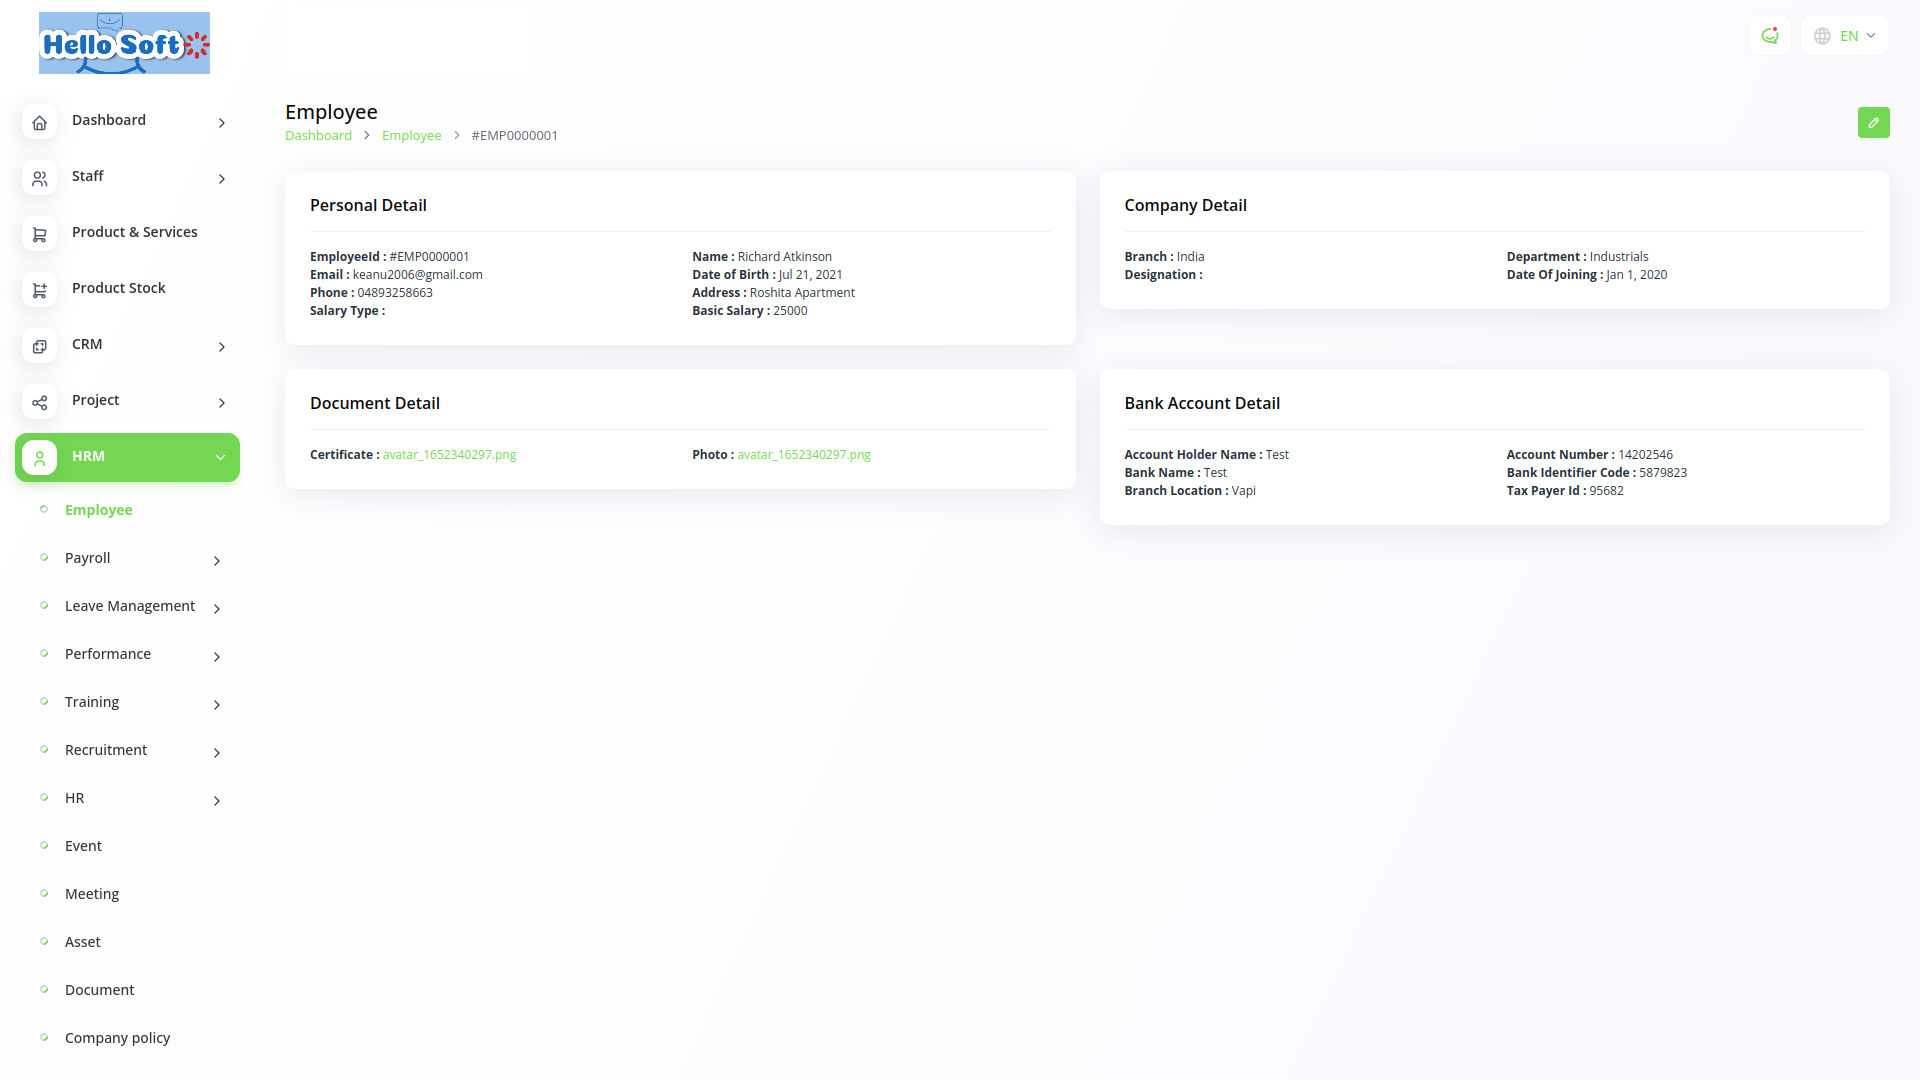 Hello Soft
EN
Dashboard
Staff
Product & Services
Product Stock
CRM
Project
HRM
Employee
Payroll
Leave Management
Performance
Training
Recruitment
HR
Event
Meeting
Asset
Document
Company policy
Employee
Dashboard > Employee > #EMP0000001
Personal Detail
EmployeeId : #EMP0000001
Name : Richard Atkinson
Email : keanu2006@gmail.com
Date of Birth : Jul 21, 2021
Phone : 04893258663
Address : Roshita Apartment
Salary Type :
Basic Salary : 25000
Company Detail
Branch : India
Department : Industrials
Designation :
Date Of Joining : Jan 1, 2020
Document Detail
Certificate : avatar_1652340297.png
Photo : avatar_1652340297.png
Bank Account Detail
Account Holder Name : Test
Account Number : 14202546
Bank Name : Test
Bank Identifier Code : 5879823
Branch Location : Vapi
Tax Payer Id : 95682